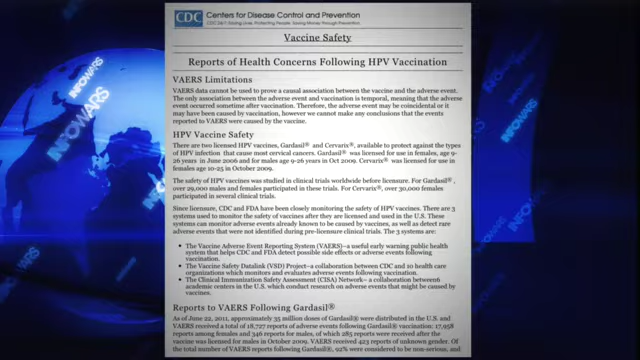 CDC Centers for Disease Control and Prevention
CDC 24/7: Saving Lives. Protecting People. Saving Money Through Prevention.
Vaccine Safety
Reports of Health Concerns Following HPV Vaccination
VAERS Limitations
VAERS data cannot be used to prove a causal association between the vaccine and the adverse event.
The only association between the adverse event and vaccination is temporal, meaning that the adverse
event occurred sometime after vaccination. Therefore, the adverse event may be coincidental or it
may have been caused by vaccination, however we cannot make any conclusions that the events
reported to VAERS were caused by the vaccine.
HPV Vaccine Safety
There are two licensed HPV vaccines, Gardasil® and Cervarix®, available to protect against the types
of HPV infection that cause most cervical cancers. Gardasil® was licensed for use in females, age 9-
26 years in June 2006 and for males age 9-26 years in Oct 2009. Cervarix® was licensed for use in
females age 10-25 in October 2009.
The safety of HPV vaccines was studied in clinical trials worldwide before licensure. For Gardasil® ,
over 29,000 males and females participated in these trials. For Cervarix®, over 30,000 females
participated in several clinical trials.
Since licensure, CDC and FDA have been closely monitoring the safety of HPV vaccines. There are 3
systems used to monitor the safety of vaccines after they are licensed and used in the U.S. These
systems can monitor adverse events already known to be caused by vaccines, as well as detect rare
adverse events that were not identified during pre-licensure clinical trials. The 3 systems are:
• The Vaccine Adverse Event Reporting System (VAERS)–a useful early warning public health
system that helps CDC and FDA detect possible side effects or adverse events following
vaccination.
• The Vaccine Safety Datalink (VSD) Project–a collaboration between CDC and 10 health care
organizations which monitors and evaluates adverse events following vaccination.
• The Clinical Immunization Safety Assessment (CISA) Network– a collaboration between6
academic centers in the U.S. which conduct research on adverse events that might be caused by
vaccines.
Reports to VAERS Following Gardasil®
As of June 22, 2011, approximately 35 million doses of Gardasil® were distributed in the U.S. and
VAERS received a total of 18,727 reports of adverse events following Gardasil® vaccination: 17,958
reports among females and 346 reports for males, of which 285 reports were received after the
vaccine was licensed for males in October 2009. VAERS received 423 reports of unknown gender. Of
the total number of VAERS reports following Gardasil®, 92% were considered to be non-serious, and
INFOWARS
INFOWARS
INFOWARS
INFOWARS